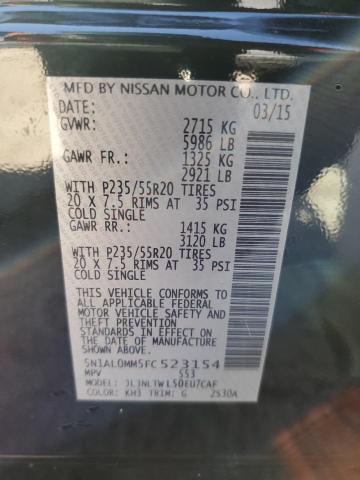 MFD BY NISSAN MOTOR CO., LTD.
DATE: 03/15
GVWR: 2715 KG
5986 LB
GAWR FR.: 1325 KG
2921 LB
WITH P235/55R20 TIRES
20 X 7.5 RIMS AT 35 PSI
COLD SINGLE
GAWR RR.: 1415 KG
3120 LB
WITH P235/55R20 TIRES
20 X 7.5 RIMS AT 35 PSI
COLD SINGLE
THIS VEHICLE CONFORMS TO ALL
APPLICABLE FEDERAL
MOTOR VEHICLE SAFETY AND
THEFT PREVENTION
STANDARDS IN EFFECT ON THE
DATE OF MANUFACTURE
SHOWN ABOVE.
5N1AL0MM5FC523154
MPV 553
MODEL: JLJNLTWL50EU7CAF
COLOR: KH3 TRIM: G 2530A